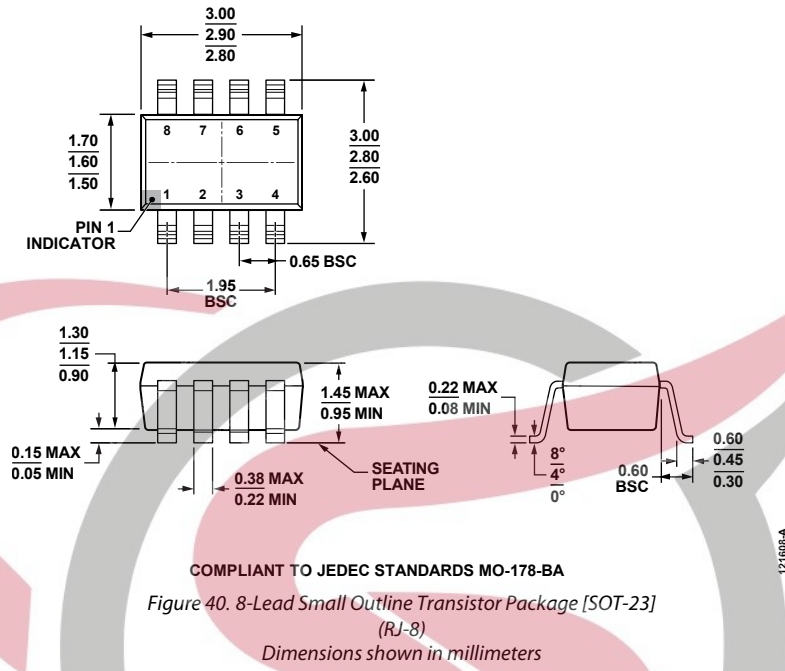 3.00
2.90
2.80
8 7 6 5
1.70
1.60
1.50
3.00
2.80
2.60
1 2 3 4
PIN 1
INDICATOR
0.65 BSC
1.95
BSC
1.30
1.15
0.90
1.45 MAX
0.95 MIN
0.15 MAX
0.05 MIN
0.38 MAX
0.22 MIN
SEATING
PLANE
0.22 MAX
0.08 MIN
8°
4°
0°
0.60
BSC
0.60
0.45
0.30
COMPLIANT TO JEDEC STANDARDS MO-178-BA
121608-A
Figure 40. 8-Lead Small Outline Transistor Package [SOT-23]
(RJ-8)
Dimensions shown in millimeters